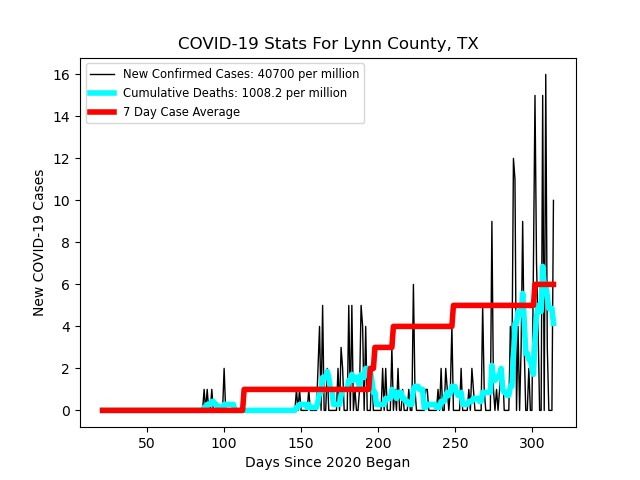 COVID-19 Stats For Lynn County, TX
New Confirmed Cases: 40700 per million
Cumulative Deaths: 1008.2 per million
7 Day Case Average
New COVID-19 Cases
16
14
12
10
8
6
4
2
0
50 100 150 200 250 300
Days Since 2020 Began